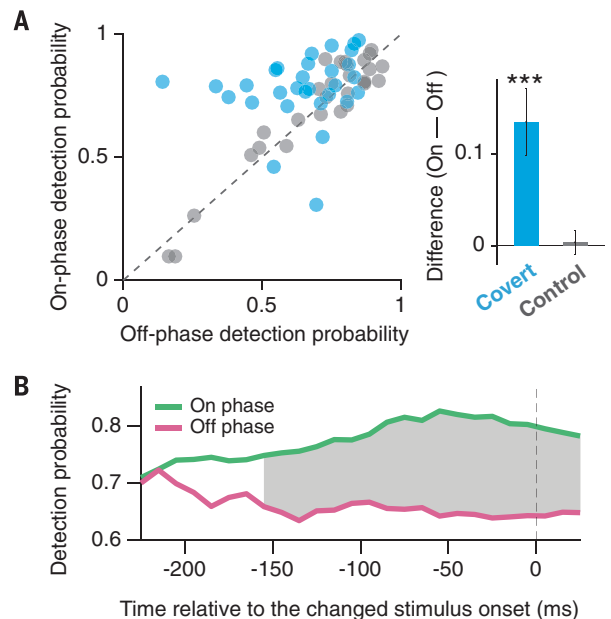 A
On-phase detection probability
1
0.5
0
0
0.5
1
Off-phase detection probability
Difference (On — Off)
0.1
0
***
Covert
Control
B
Detection probability
0.8
0.7
0.6
On phase
Off phase
-200
-150
-100
-50
0
Time relative to the changed stimulus onset (ms)